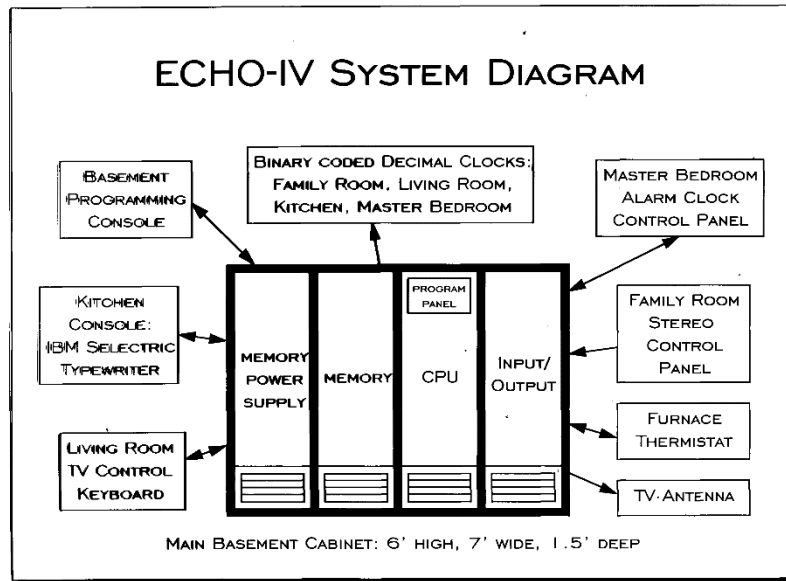 ECHO-IV SYSTEM DIAGRAM
BASEMENT
PROGRAMMING
CONSOLE
BINARY CODED DECIMAL CLOCKS:
FAMILY ROOM, LIVING ROOM,
KITCHEN, MASTER BEDROOM
MASTER BEDROOM
ALARM CLOCK
CONTROL PANEL
KITCHEN
CONSOLE:
IBM SELECTRIC
TYPEWRITER
LIVING ROOM
TV CONTROL
KEYBOARD
MEMORY
POWER
SUPPLY
MEMORY
PROGRAM
PANEL
CPU
INPUT/
OUTPUT
FAMILY ROOM
STEREO
CONTROL
PANEL
FURNACE
THERMISTAT
TV-ANTENNA
MAIN BASEMENT CABINET: 6' HIGH, 7' WIDE, 1.5' DEEP